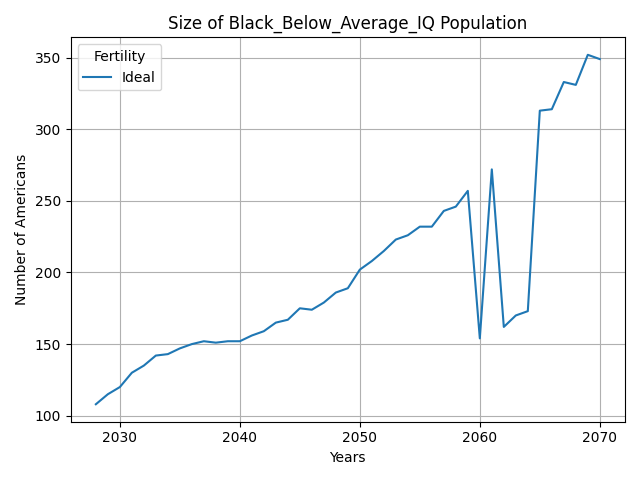 Size of Black_Below_Average_IQ Population
Fertility
Ideal
Number of Americans
350
300
250
200
150
100
2030 2040 2050 2060 2070
Years